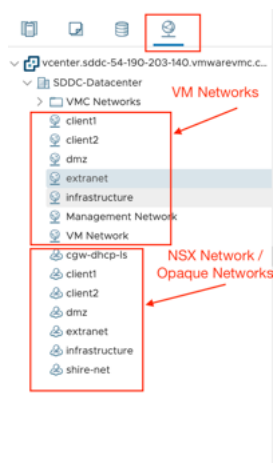 vcenter.sddc-54-190-203-140.vmwarevmc.c...
SDDC-Datacenter
VMC Networks
VM Networks
client1
client2
dmz
extranet
infrastructure
Management Network
VM Network
cgw-dhcp-ls
NSX Network /
Opaque Networks
client1
client2
dmz
extranet
infrastructure
shire-net